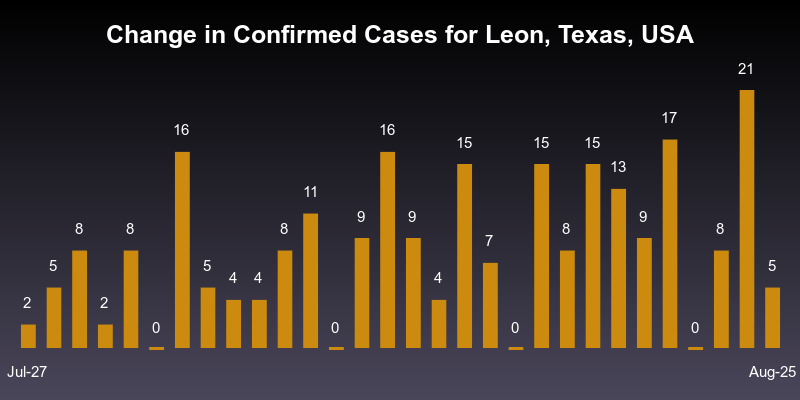 Change in Confirmed Cases for Leon, Texas, USA
2 5 8 2 8 0 16 5 4 4 8 11 0 9 16 9 4 15 7 0 15 8 15 13 9 17 0 8 21 5
Jul-27 Aug-25